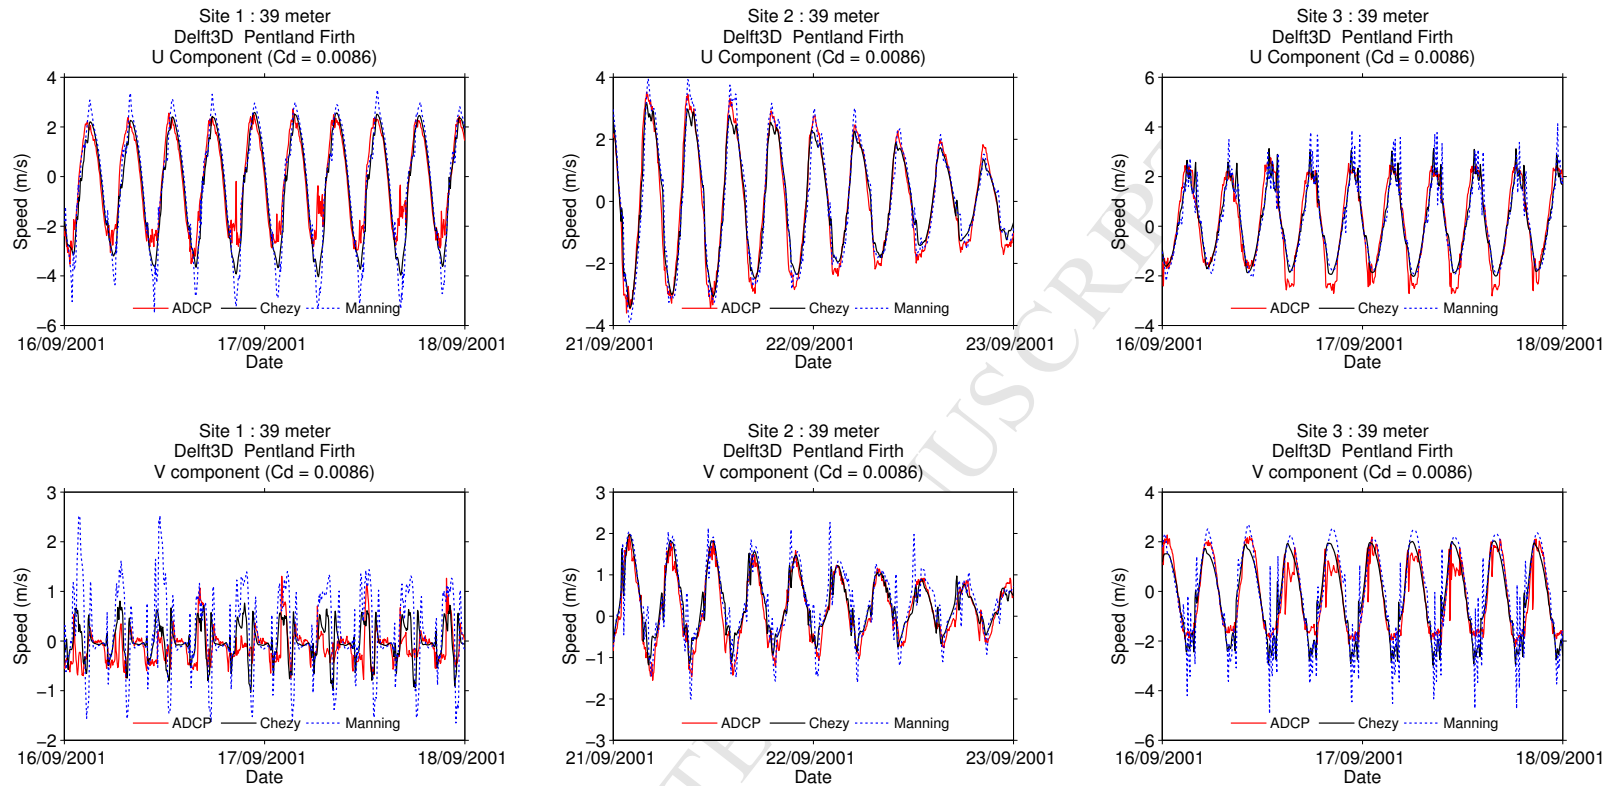 Site 1 : 39 meter
Delft3D Pentland Firth
U Component (Cd = 0.0086)
Speed (m/s)
4
2
0
−2
−4
−6
ADCP Chezy Manning
16/09/2001 17/09/2001 18/09/2001
Date
Site 2 : 39 meter
Delft3D Pentland Firth
U Component (Cd = 0.0086)
Speed (m/s)
4
2
0
−2
−4
ADCP Chezy Manning
21/09/2001 22/09/2001 23/09/2001
Date
Site 3 : 39 meter
Delft3D Pentland Firth
U Component (Cd = 0.0086)
Speed (m/s)
6
4
2
0
−2
−4
ADCP Chezy Manning
16/09/2001 17/09/2001 18/09/2001
Date
Site 1 : 39 meter
Delft3D Pentland Firth
V component (Cd = 0.0086)
Speed (m/s)
3
2
1
0
−1
−2
ADCP Chezy Manning
16/09/2001 17/09/2001 18/09/2001
Date
Site 2 : 39 meter
Delft3D Pentland Firth
V component (Cd = 0.0086)
Speed (m/s)
3
2
1
0
−1
−2
−3
ADCP Chezy Manning
21/09/2001 22/09/2001 23/09/2001
Date
Site 3 : 39 meter
Delft3D Pentland Firth
V component (Cd = 0.0086)
Speed (m/s)
4
2
0
−2
−4
−6
ADCP Chezy Manning
16/09/2001 17/09/2001 18/09/2001
Date